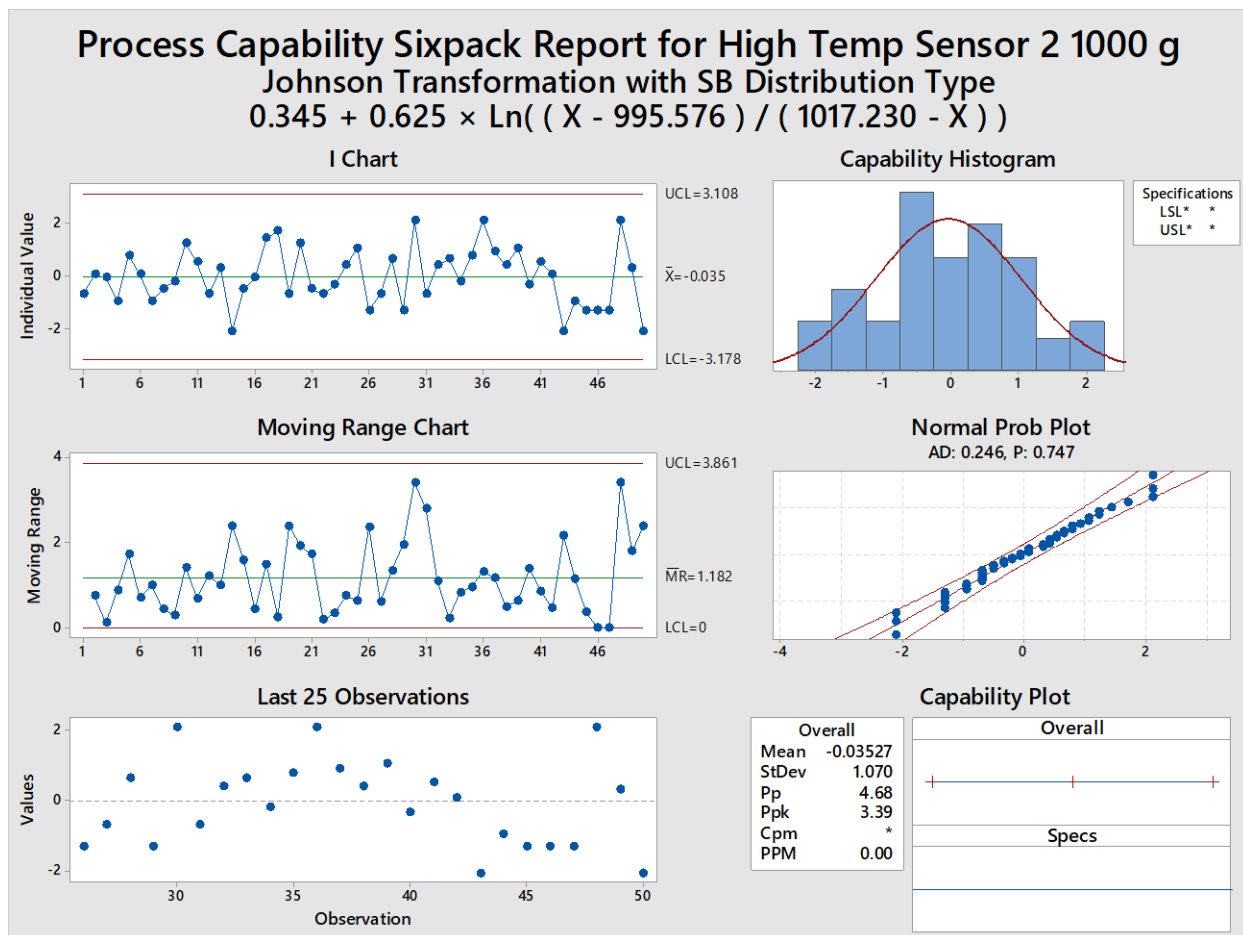 Process Capability Sixpack Report for High Temp Sensor 2 1000 g
Johnson Transformation with SB Distribution Type
0.345 + 0.625 × Ln( ( X - 995.576 ) / ( 1017.230 - X ) )
I Chart
Individual Value
2
0
-2
UCL=3.108
X̅=-0.035
LCL=-3.178
1 6 11 16 21 26 31 36 41 46
Capability Histogram
Specifications
LSL* *
USL* *
-2 -1 0 1 2
Moving Range Chart
Moving Range
4
2
0
UCL=3.861
M̅R̅=1.182
LCL=0
1 6 11 16 21 26 31 36 41 46
Normal Prob Plot
AD: 0.246, P: 0.747
-4 -2 0 2
Last 25 Observations
Values
2
0
-2
30 35 40 45 50
Observation
Capability Plot
Overall
Mean -0.03527
StDev 1.070
Pp 4.68
Ppk 3.39
Cpm *
PPM 0.00
Overall
Specs